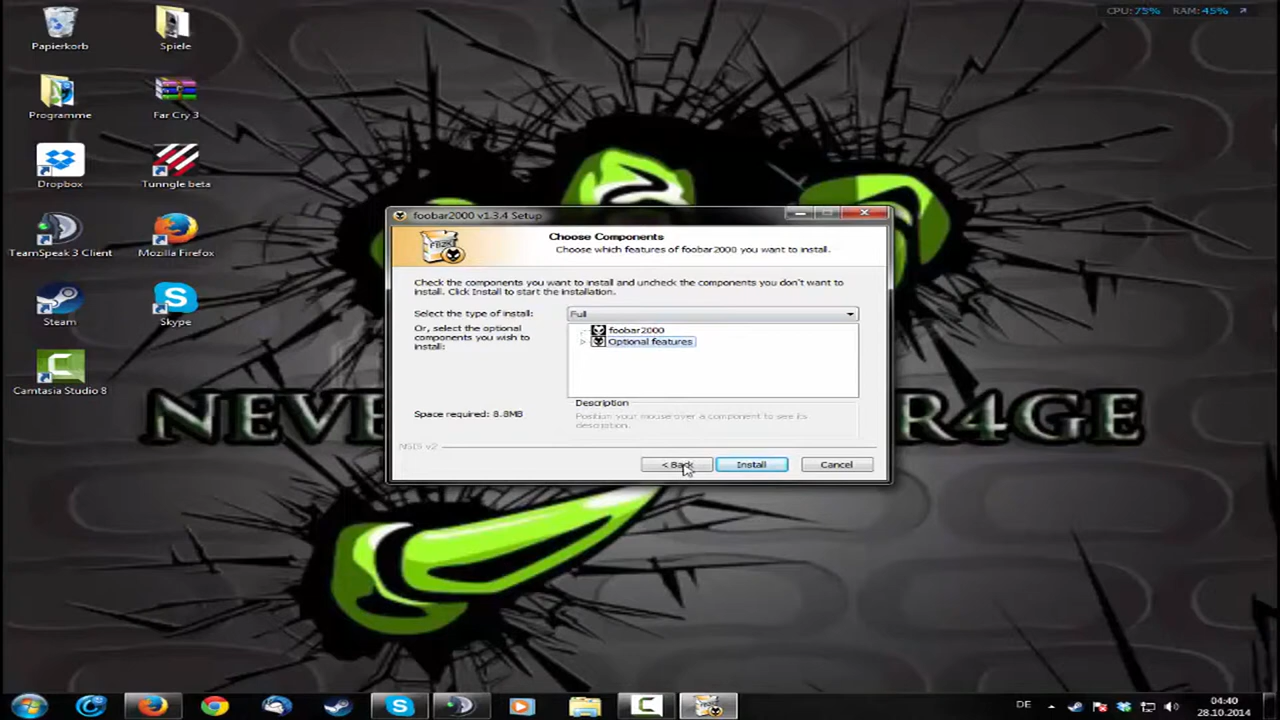 CPU: 75% RAM: 45%
Papierkorb
Spiele
Programme
Far Cry 3
Dropbox
Tunngle beta
TeamSpeak 3 Client
Mozilla Firefox
Steam
Skype
Camtasia Studio 8
foobar2000 v1.3.4 Setup
Choose Components
Choose which features of foobar2000 you want to install.
Check the components you want to install and uncheck the components you don't want to
install. Click Install to start the installation.
Select the type of install:
Full
Or, select the optional
components you wish to
install:
foobar2000
Optional features
Space required: 8.8MB
Description
Position your mouse over a component to see its
description.
NSIS v2
< Back
Install
Cancel
NEVE
R4GE
DE
04:40
28.10.2014